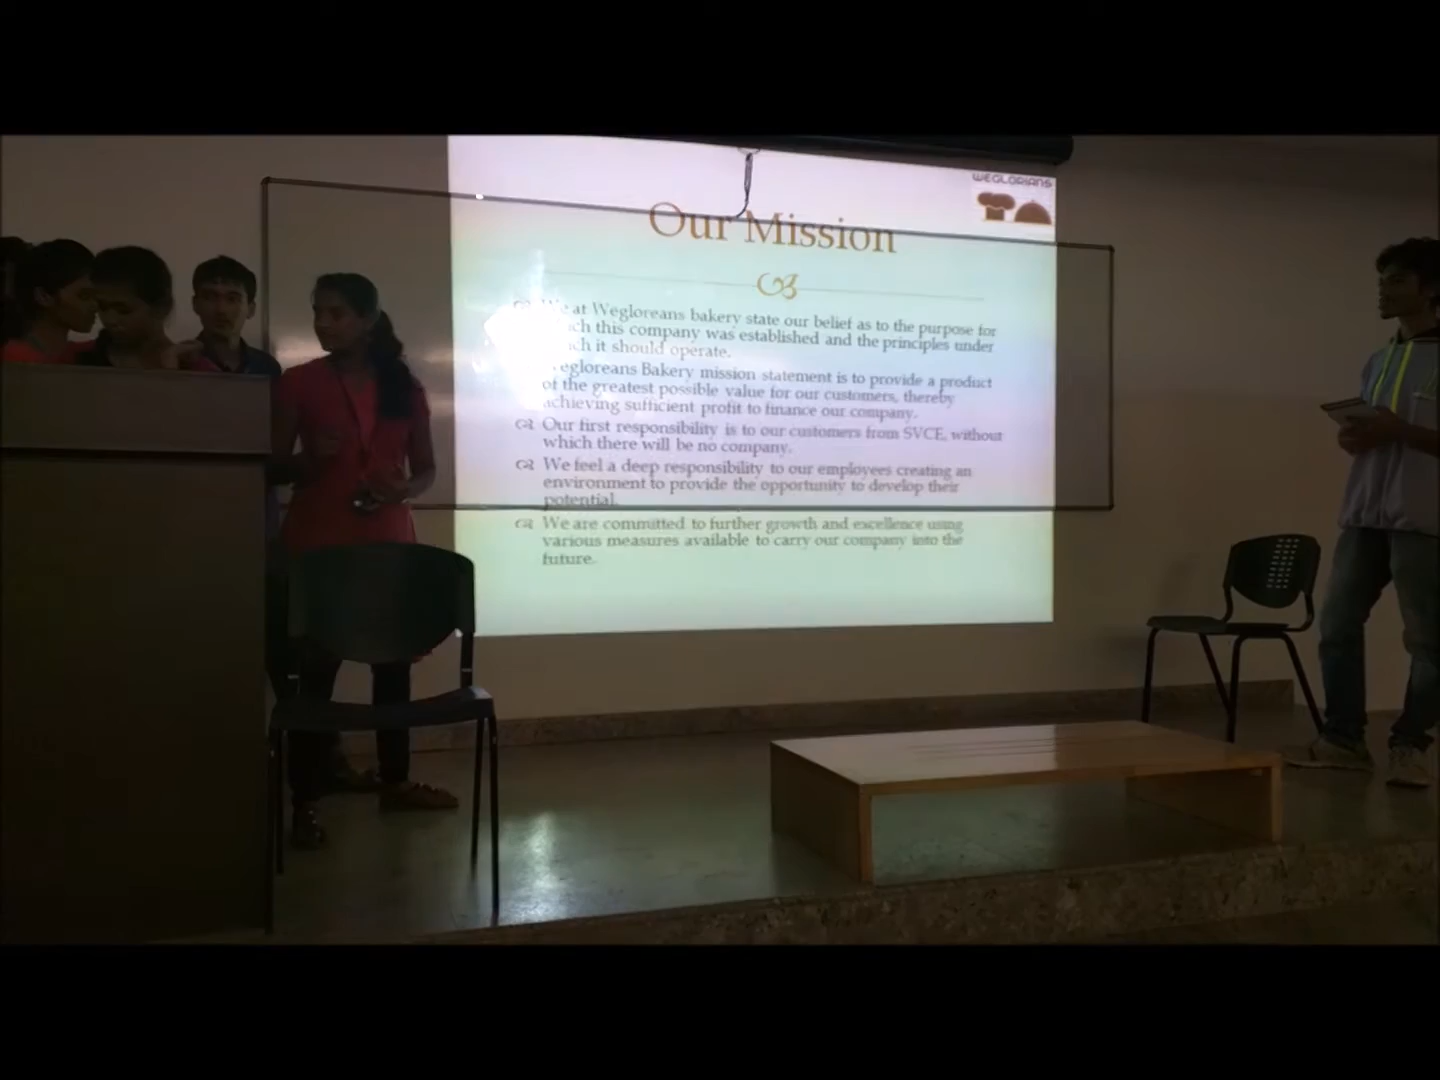 WEGLORIANS
Our Mission
We at Wegloreans bakery state our belief as to the purpose for
this company was established and the principles under
it should operate.
Wegloreans Bakery mission statement is to provide a product
of the greatest possible value for our customers, thereby
achieving sufficient profit to finance our company.
Our first responsibility is to our customers from SVCE, without
which there will be no company.
We feel a deep responsibility to our employees creating an
environment to provide the opportunity to develop their
potential.
We are committed to further growth and excellence using
various measures available to carry our company into the
future.